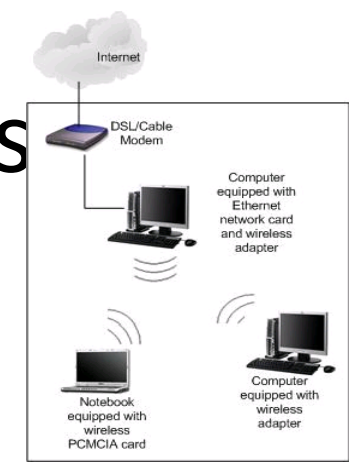 Internet
S
DSL/Cable
Modem
Computer
equipped with
Ethernet
network card
and wireless
adapter
Notebook
equipped with
wireless
PCMCIA card
Computer
equipped with
wireless
adapter